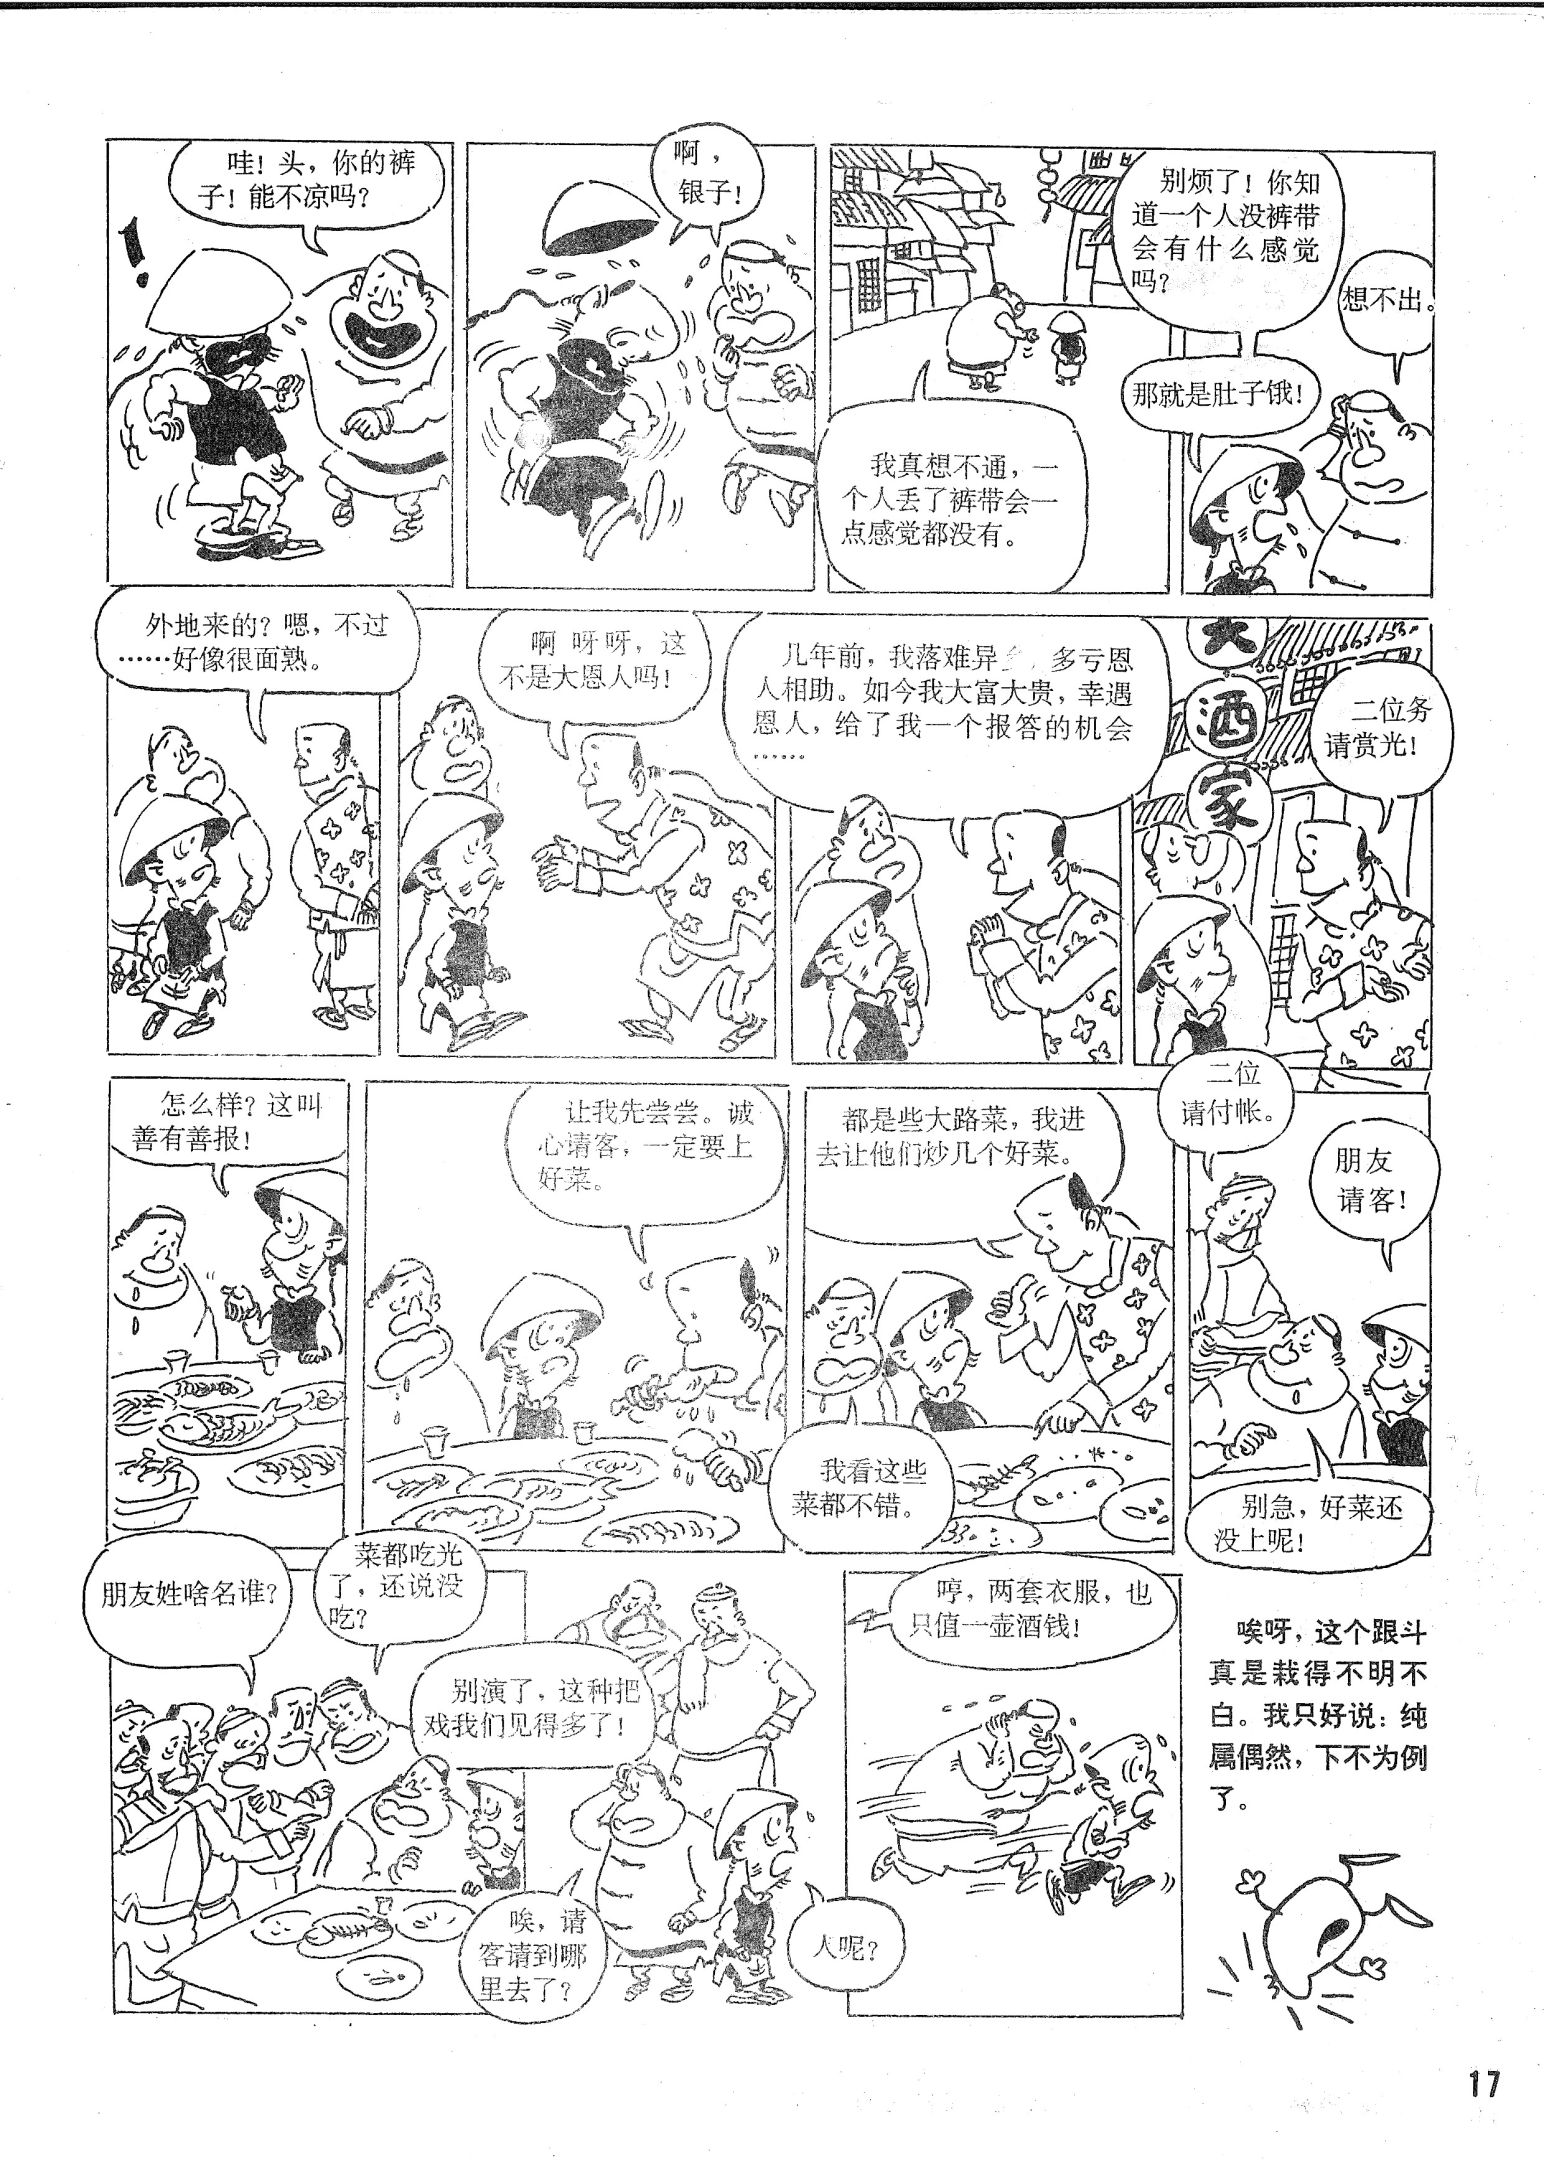 哇！头，你的裤
子！能不凉吗？
啊，
银子！
我真想不通，一
个人丢了裤带会一
点感觉都没有。
别烦了！你知
道一个人没裤带
会有什么感觉
吗？
想不出。
那就是肚子饿！
外地来的？嗯，不过
……好像很面熟。
啊呀呀，这
不是大恩人吗！
几年前，我落难异 多亏恩
人相助。如今我大富大贵，幸遇
恩人，给了我一个报答的机会
……
酒
家
二位务
请赏光！
怎么样？这叫
善有善报！
让我先尝尝。诚
心请客，一定要上
好菜。
都是些大路菜，我进
去让他们炒几个好菜。
我看这些
菜都不错。
二位
请付帐。
朋友
请客！
别急，好菜还
没上呢！
朋友姓啥名谁？
菜都吃光
了，还说没
吃？
别演了，这种把
戏我们见得多了！
唉，请
客请到哪
里去了？
人呢？
哼，两套衣服，也
只值一壶酒钱！
唉呀，这个跟斗
真是栽得不明不
白。我只好说：纯
属偶然，下不为例
了。
17